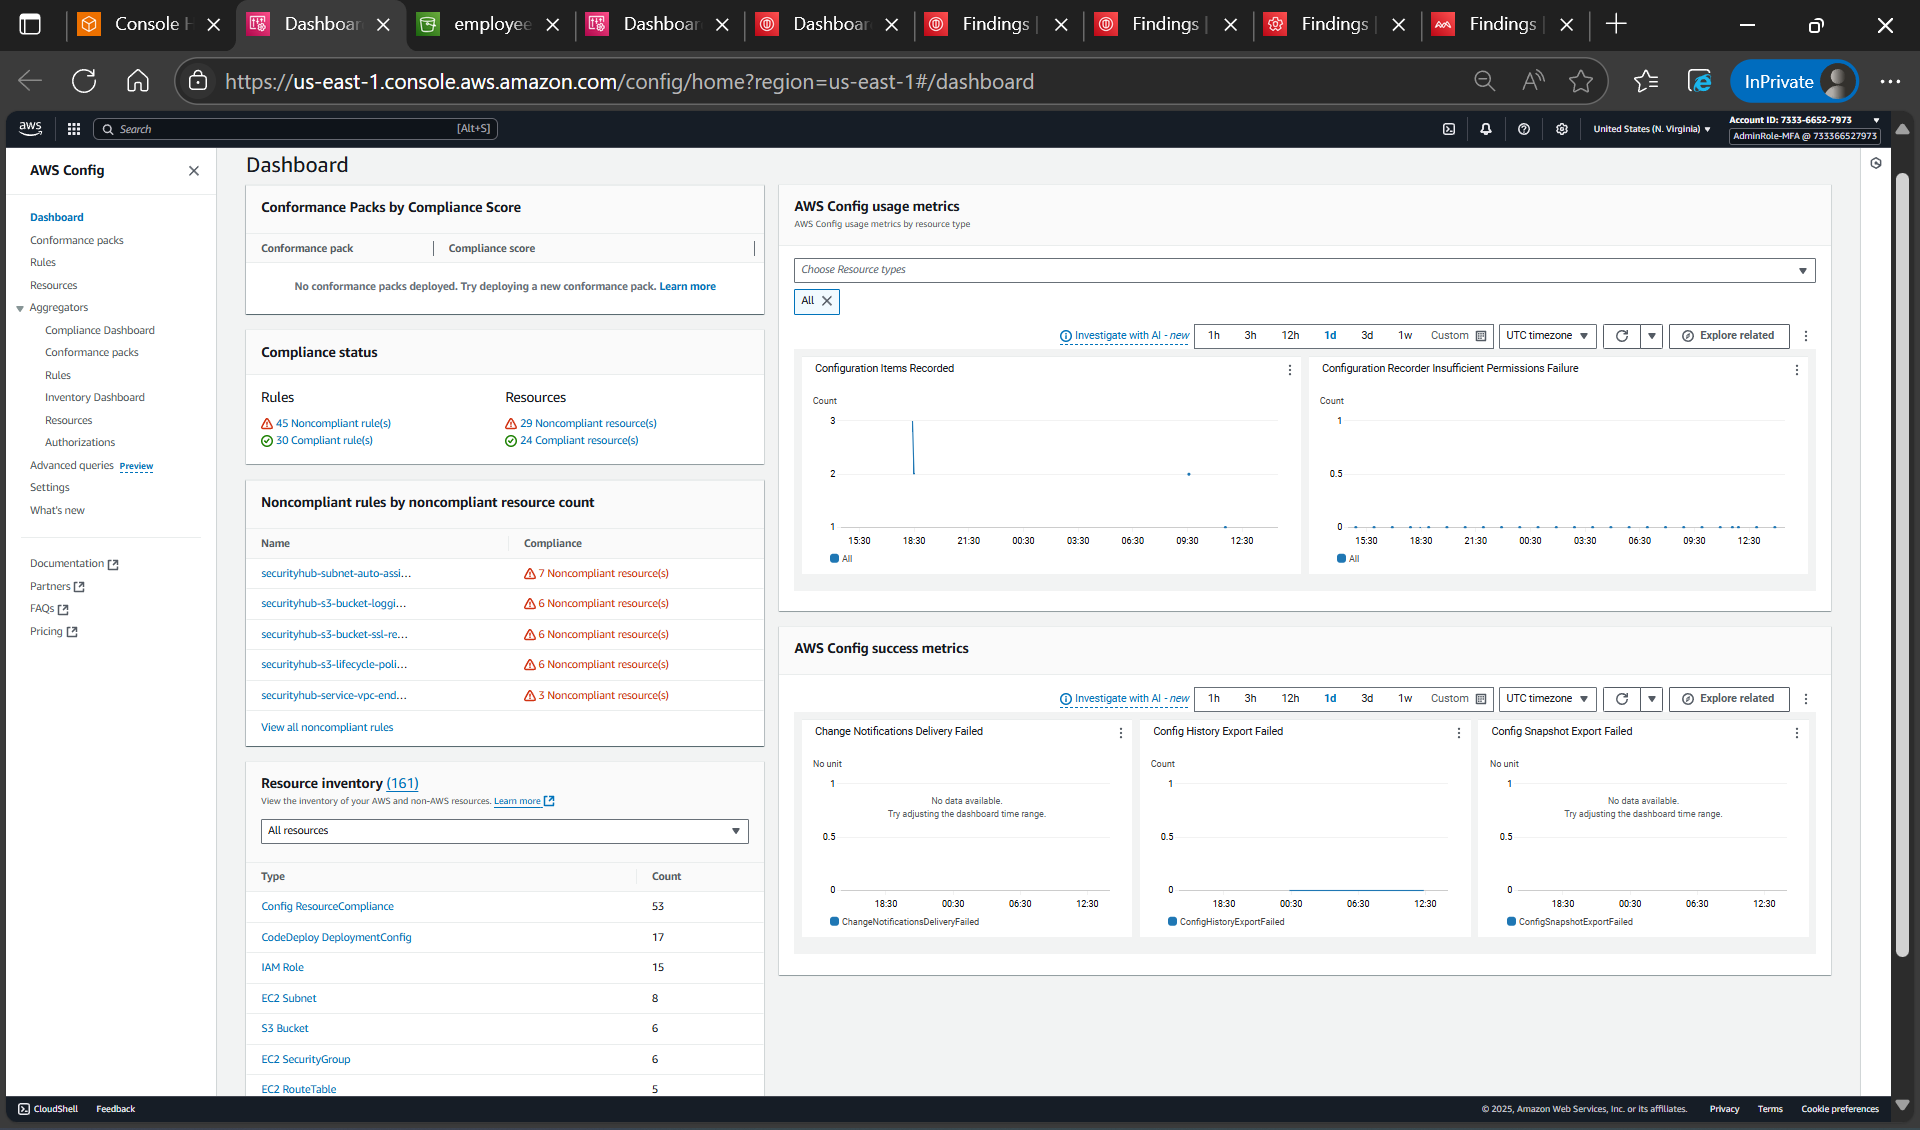 Console H
Dashboar
employee
Dashboar
Dashboar
Findings
Findings
Findings
Findings
https://us-east-1.console.aws.amazon.com/config/home?region=us-east-1#/dashboard
InPrivate
aws
Search
[Alt+S]
United States (N. Virginia)
Account ID: 7333-6652-7973
AdminRole-MFA @ 733366527973
AWS Config
Dashboard
Conformance packs
Rules
Resources
Aggregators
Compliance Dashboard
Conformance packs
Rules
Inventory Dashboard
Resources
Authorizations
Advanced queries Preview
Settings
What's new
Documentation
Partners
FAQs
Pricing
Dashboard
Conformance Packs by Compliance Score
Conformance pack
Compliance score
No conformance packs deployed. Try deploying a new conformance pack. Learn more
Compliance status
Rules
45 Noncompliant rule(s)
30 Compliant rule(s)
Resources
29 Noncompliant resource(s)
24 Compliant resource(s)
Noncompliant rules by noncompliant resource count
Name
Compliance
securityhub-subnet-auto-assi...
7 Noncompliant resource(s)
securityhub-s3-bucket-loggi...
6 Noncompliant resource(s)
securityhub-s3-bucket-ssl-re...
6 Noncompliant resource(s)
securityhub-s3-lifecycle-poli...
6 Noncompliant resource(s)
securityhub-service-vpc-end...
3 Noncompliant resource(s)
View all noncompliant rules
Resource inventory (161)
View the inventory of your AWS and non-AWS resources. Learn more
All resources
Type
Count
Config ResourceCompliance
53
CodeDeploy DeploymentConfig
17
IAM Role
15
EC2 Subnet
8
S3 Bucket
6
EC2 SecurityGroup
6
EC2 RouteTable
5
AWS Config usage metrics
AWS Config usage metrics by resource type
Choose Resource types
All
Investigate with AI - new
1h
3h
12h
1d
3d
1w
Custom
UTC timezone
Explore related
Configuration Items Recorded
Count
3
2
1
15:30
18:30
21:30
00:30
03:30
06:30
09:30
12:30
All
Configuration Recorder Insufficient Permissions Failure
Count
1
0.5
0
15:30
18:30
21:30
00:30
03:30
06:30
09:30
12:30
All
AWS Config success metrics
Investigate with AI - new
1h
3h
12h
1d
3d
1w
Custom
UTC timezone
Explore related
Change Notifications Delivery Failed
No unit
1
No data available.
Try adjusting the dashboard time range.
0.5
0
18:30
00:30
06:30
12:30
ChangeNotificationsDeliveryFailed
Config History Export Failed
Count
1
0.5
0
18:30
00:30
06:30
12:30
ConfigHistoryExportFailed
Config Snapshot Export Failed
No unit
1
No data available.
Try adjusting the dashboard time range.
0.5
0
18:30
00:30
06:30
12:30
ConfigSnapshotExportFailed
CloudShell
Feedback
© 2025, Amazon Web Services, Inc. or its affiliates.
Privacy
Terms
Cookie preferences